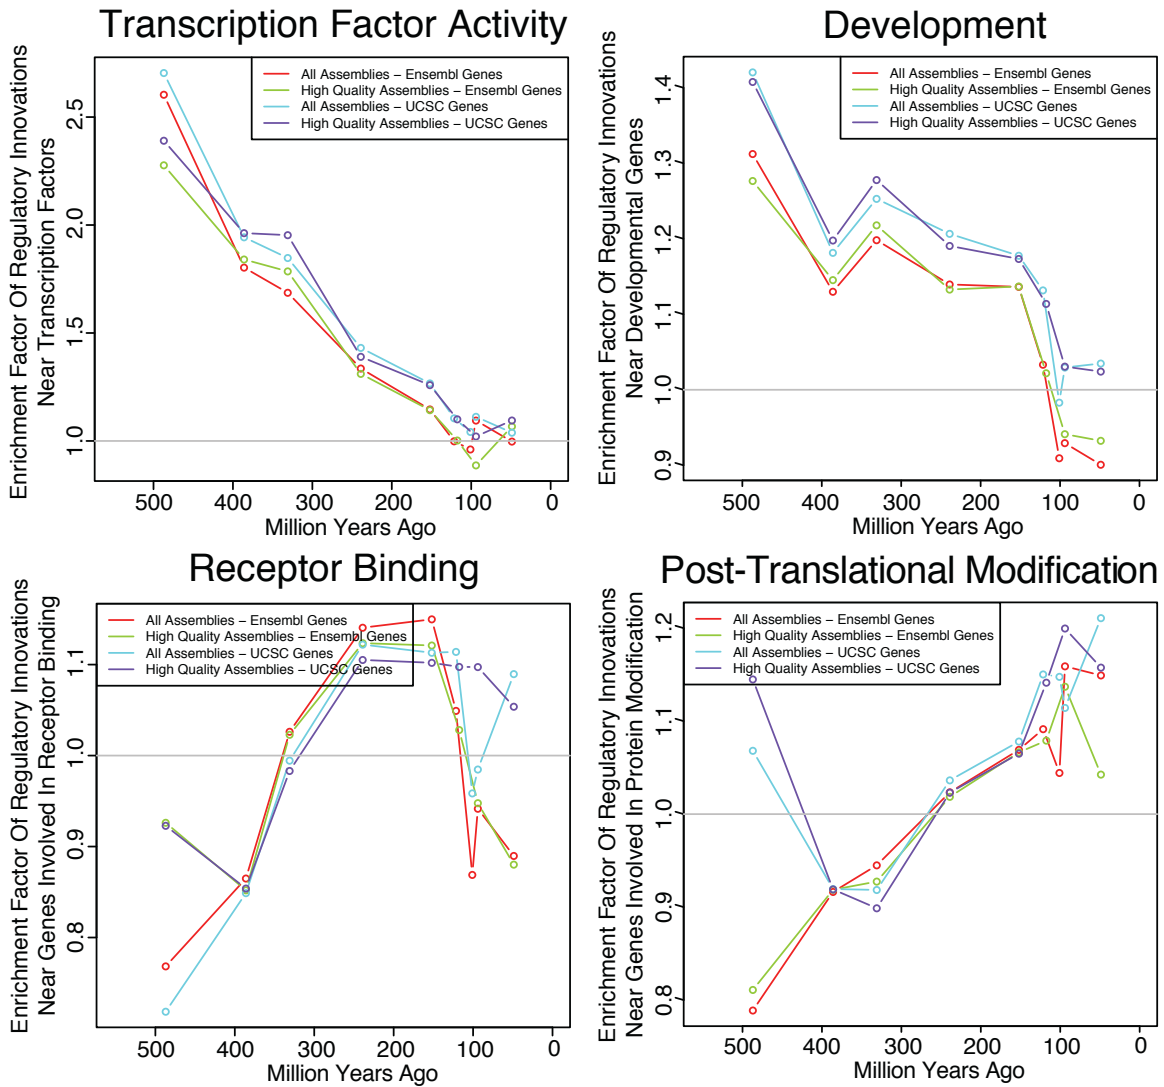 Transcription Factor Activity
Enrichment Factor Of Regulatory Innovations
Near Transcription Factors
All Assemblies – Ensembl Genes
High Quality Assemblies – Ensembl Genes
All Assemblies – UCSC Genes
High Quality Assemblies – UCSC Genes
2.5
2.0
1.5
1.0
500 400 300 200 100 0
Million Years Ago
Development
Enrichment Factor Of Regulatory Innovations
Near Developmental Genes
All Assemblies – Ensembl Genes
High Quality Assemblies – Ensembl Genes
All Assemblies – UCSC Genes
High Quality Assemblies – UCSC Genes
1.4
1.3
1.2
1.1
1.0
0.9
500 400 300 200 100 0
Million Years Ago
Receptor Binding
Enrichment Factor Of Regulatory Innovations
Near Genes Involved In Receptor Binding
All Assemblies – Ensembl Genes
High Quality Assemblies – Ensembl Genes
All Assemblies – UCSC Genes
High Quality Assemblies – UCSC Genes
1.1
1.0
0.9
0.8
500 400 300 200 100 0
Million Years Ago
Post-Translational Modification
Enrichment Factor Of Regulatory Innovations
Near Genes Involved In Protein Modification
All Assemblies – Ensembl Genes
High Quality Assemblies – Ensembl Genes
All Assemblies – UCSC Genes
High Quality Assemblies – UCSC Genes
1.2
1.1
1.0
0.9
0.8
500 400 300 200 100 0
Million Years Ago